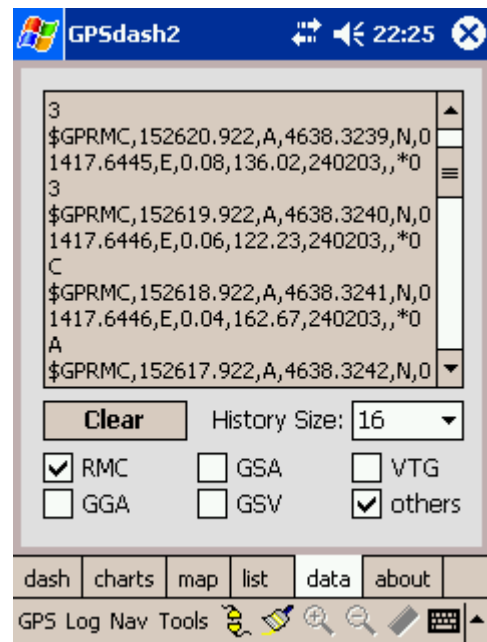 GPSdash2 22:25
3
$GPRMC,152620.922,A,4638.3239,N,0
1417.6445,E,0.08,136.02,240203,,*0
3
$GPRMC,152619.922,A,4638.3240,N,0
1417.6446,E,0.06,122.23,240203,,*0
C
$GPRMC,152618.922,A,4638.3241,N,0
1417.6446,E,0.04,162.67,240203,,*0
A
$GPRMC,152617.922,A,4638.3242,N,0
Clear History Size: 16
RMC GSA VTG
GGA GSV others
dash charts map list data about
GPS Log Nav Tools